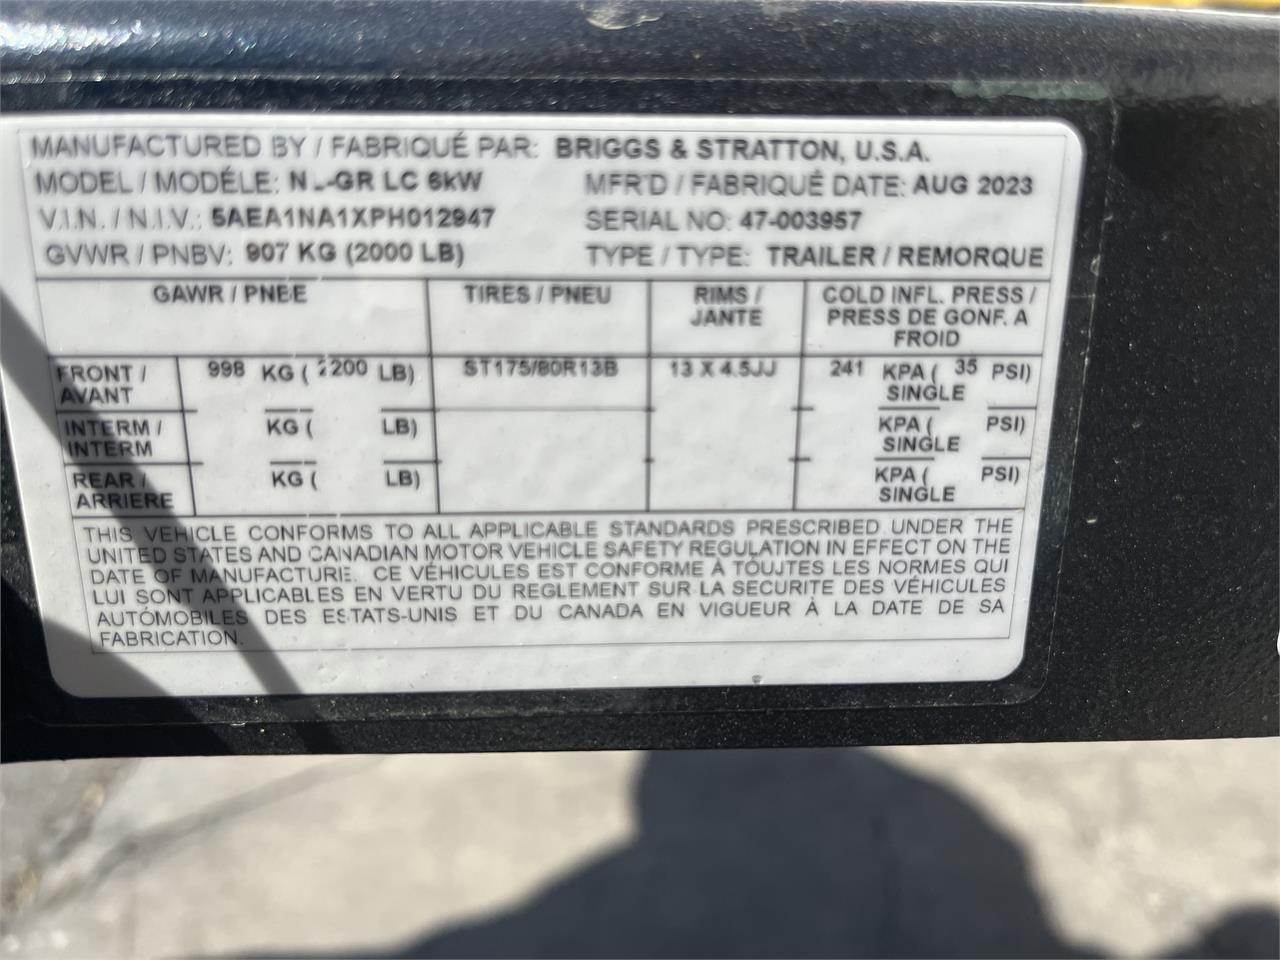 MANUFACTURED BY / FABRIQUÉ PAR: BRIGGS & STRATTON, U.S.A.
MODEL / MODÉLE: -GR LC 6kW MFR'D / FABRIQUÉ DATE: AUG 2023
V.I.N. / N.I.V.: 5AEA1NA1XPH012947 SERIAL NO: 47-003957
GVWR / PNBV: 907 KG (2000 LB) TYPE / TYPE: TRAILER / REMORQUE
GAWR / PNBE TIRES / PNEU RIMS / JANTE COLD INFL. PRESS / PRESS DE GONF. A FROID
FRONT / AVANT 998 KG ( 2200 LB) ST175/80R13B 13 X 4.5JJ 241 KPA ( 35 PSI) SINGLE
INTERM / INTERM KG ( LB) KPA ( PSI) SINGLE
REAR / ARRIERE KG ( LB) KPA ( PSI) SINGLE
THIS VEHICLE CONFORMS TO ALL APPLICABLE STANDARDS PRESCRIBED UNDER THE
UNITED STATES AND CANADIAN MOTOR VEHICLE SAFETY REGULATION IN EFFECT ON THE
DATE OF MANUFACTURE. CE VÉHICULES EST CONFORME À TOUJTES LES NORMES QUI
LUI SONT APPLICABLES EN VERTU DU REGLEMENT SUR LA SECURITE DES VÉHICULES
AUTOMOBILES DES ESTATS-UNIS ET DU CANADA EN VIGUEUR À LA DATE DE SA
FABRICATION.